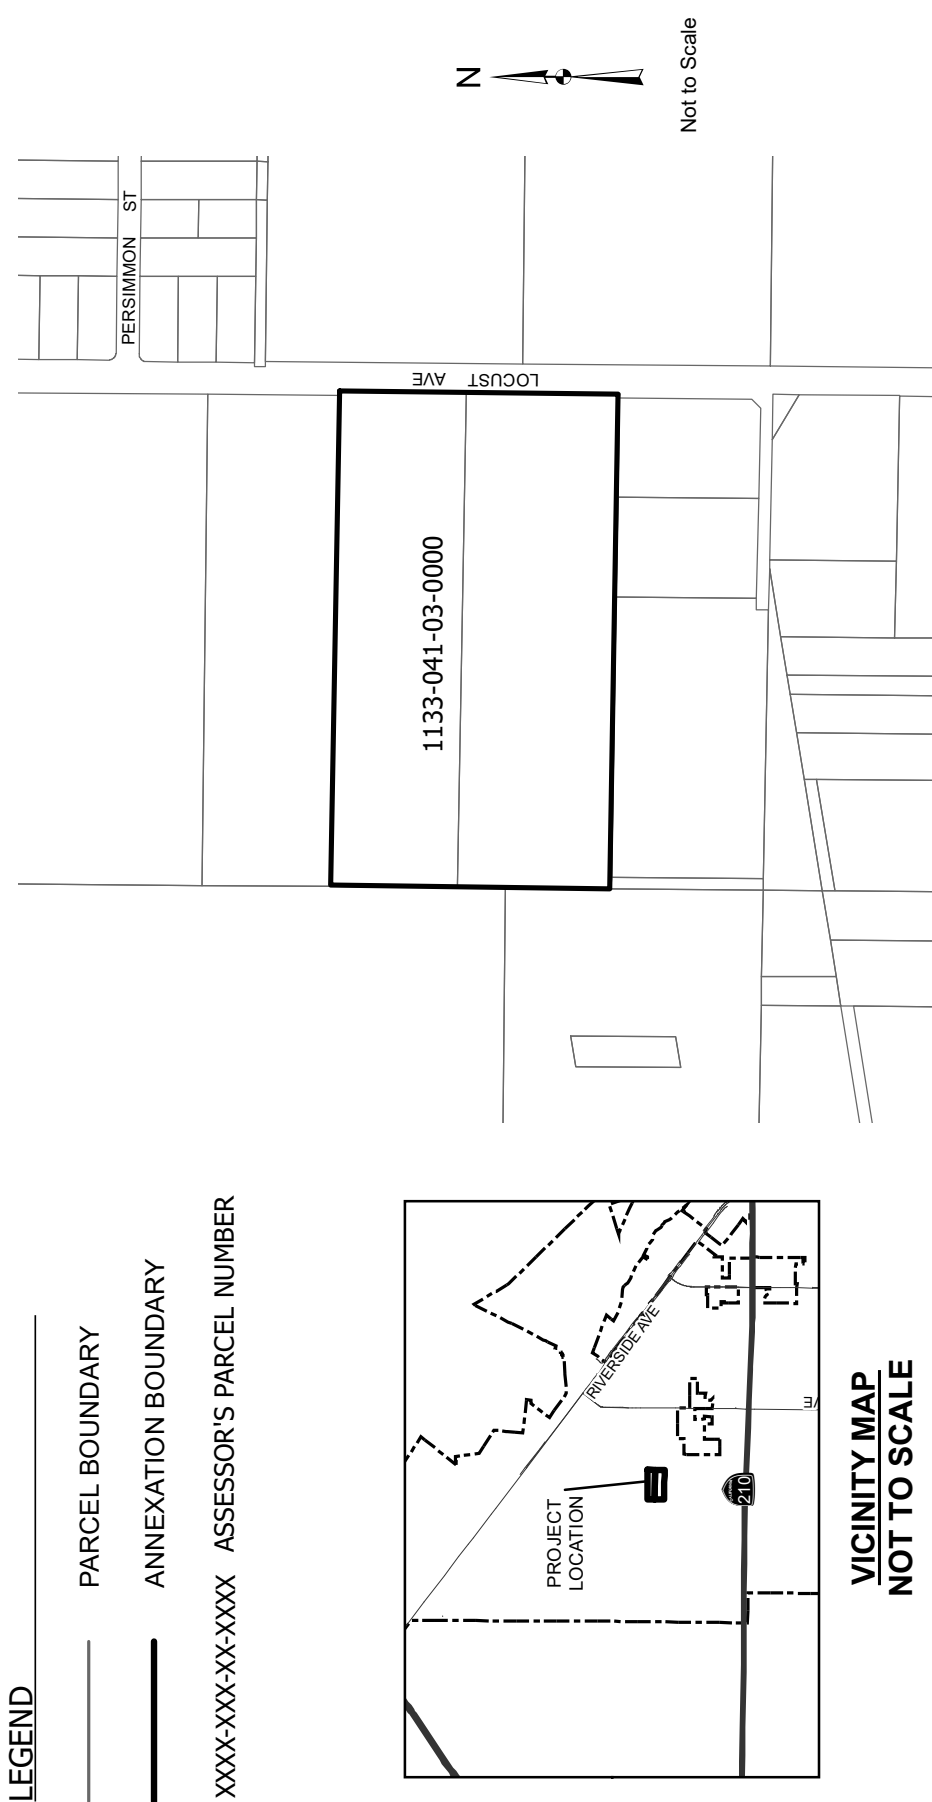 N
Not to Scale
PERSIMMON ST
LOCUST AVE
1133-041-03-0000
LEGEND
PARCEL BOUNDARY
ANNEXATION BOUNDARY
XXXX-XXX-XX-XXXX ASSESSOR'S PARCEL NUMBER
RIVERSIDE AVE
PROJECT
LOCATION
210
VE
VICINITY MAP
NOT TO SCALE